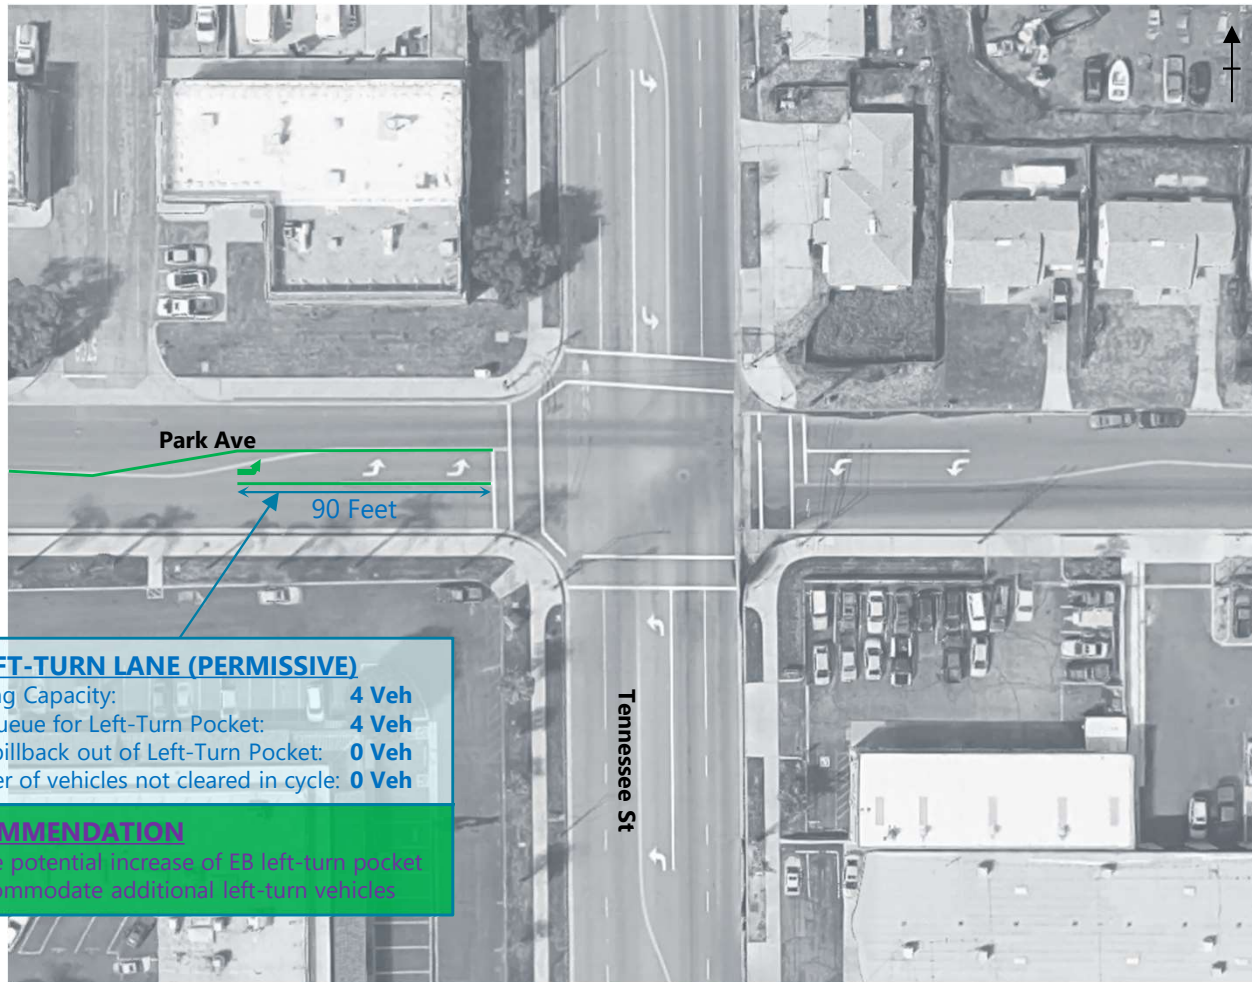 Park Ave
90 Feet
FT-TURN LANE (PERMISSIVE)
ng Capacity: 4 Veh
ueue for Left-Turn Pocket: 4 Veh
pillback out of Left-Turn Pocket: 0 Veh
er of vehicles not cleared in cycle: 0 Veh
MMENDATION
e potential increase of EB left-turn pocket
ommodate additional left-turn vehicles
Tennessee St